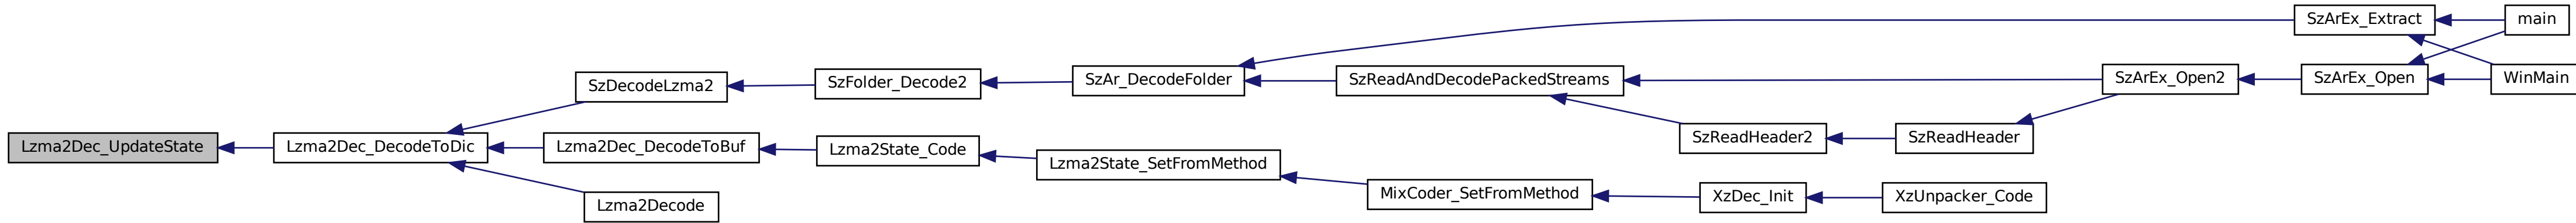 Lzma2Dec_UpdateState
Lzma2Dec_DecodeToDic
SzDecodeLzma2
SzFolder_Decode2
SzAr_DecodeFolder
SzArEx_Extract
main
WinMain
SzReadAndDecodePackedStreams
SzArEx_Open2
SzArEx_Open
SzReadHeader2
SzReadHeader
Lzma2Dec_DecodeToBuf
Lzma2State_Code
Lzma2State_SetFromMethod
MixCoder_SetFromMethod
XzDec_Init
XzUnpacker_Code
Lzma2Decode